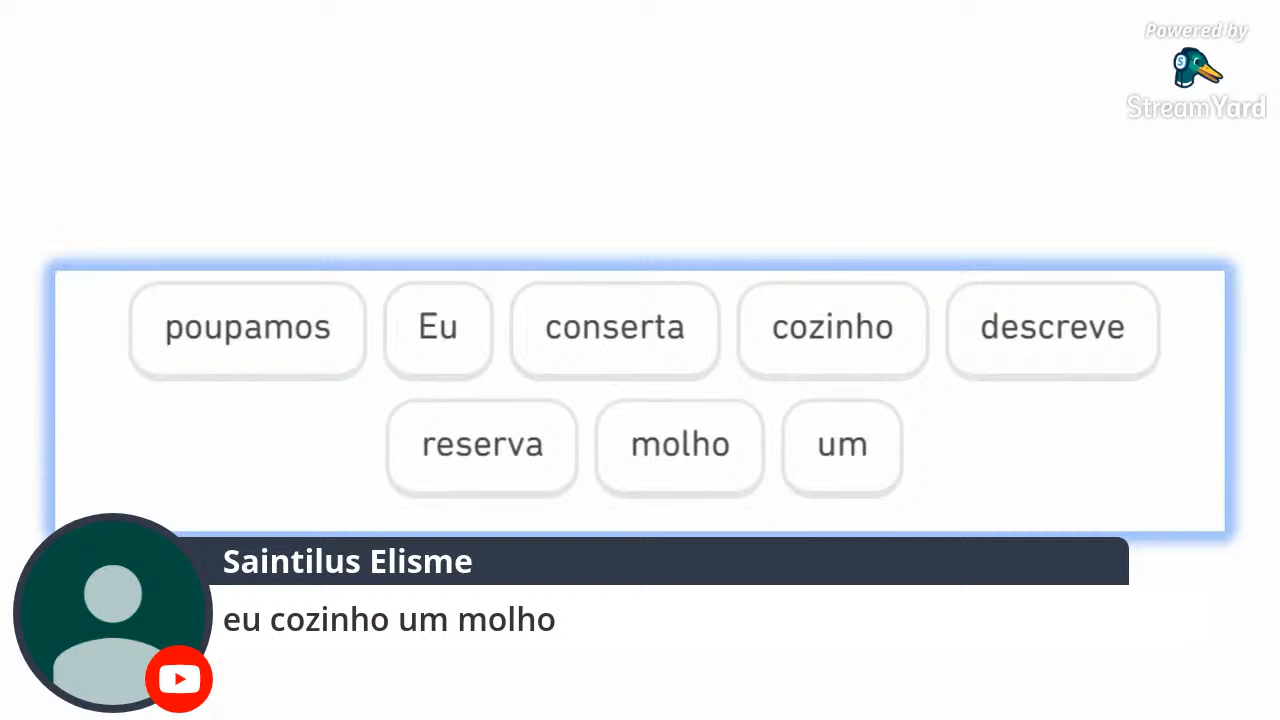 Powered by
StreamYard
poupamos Eu conserta cozinho descreve
reserva molho um
Saintilus Elisme
eu cozinho um molho